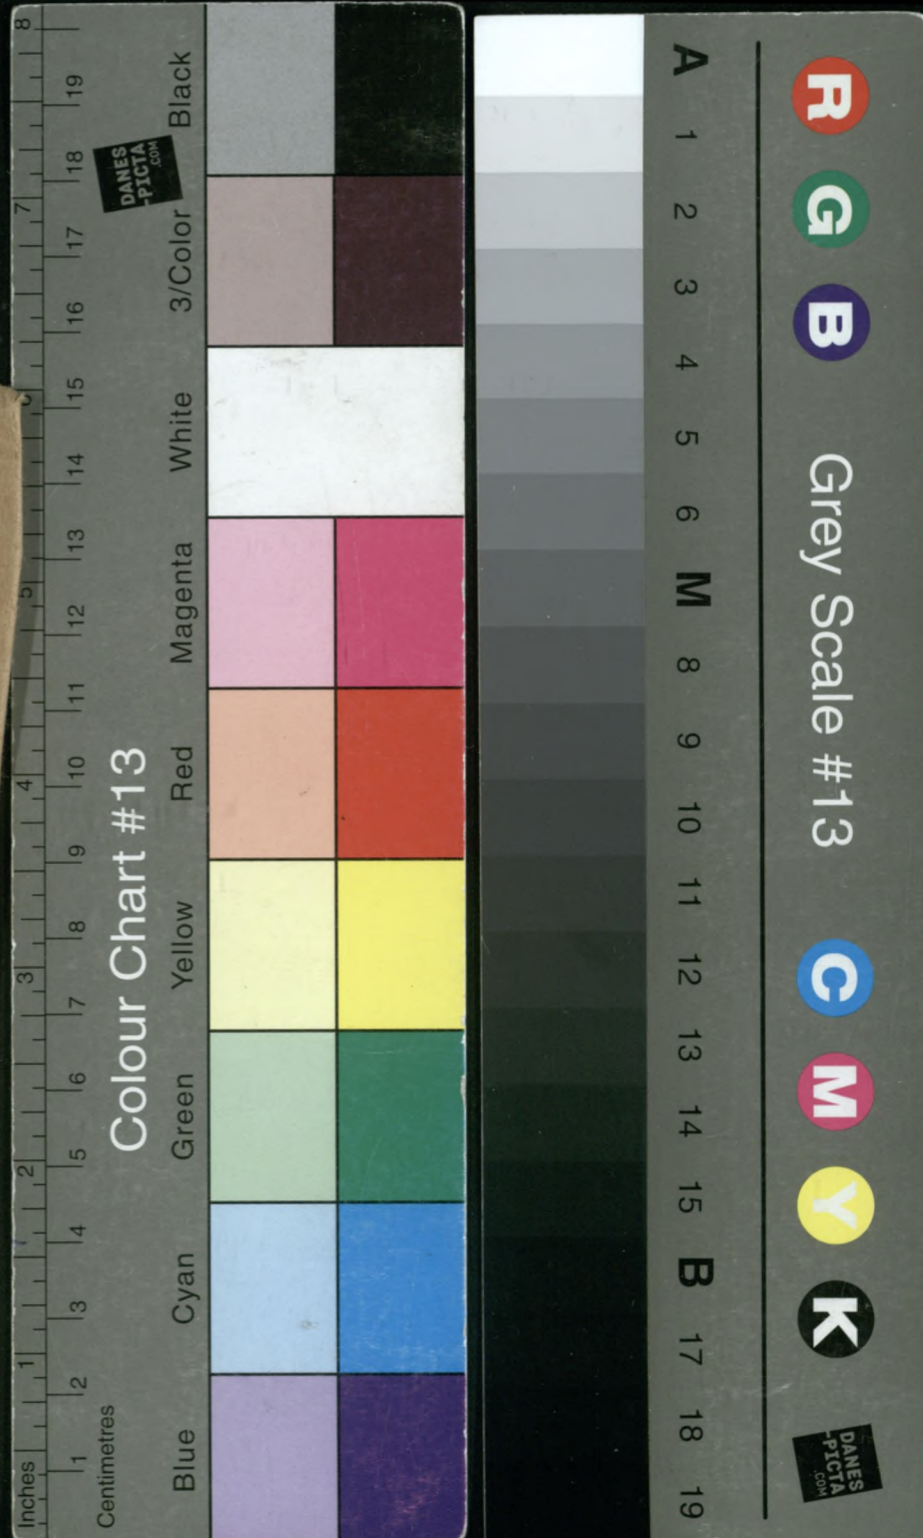 Colour Chart #13
Blue Cyan Green Yellow Red Magenta White 3/Color Black
Centimetres
1 2 3 4 5 6 7 8 9 10 11 12 13 14 15 16 17 18 19
Inches
1 2 3 4 5 6 7 8
DANES
-PICTA
.COM
R G B Grey Scale #13 C M Y K
DANES
-PICTA
.COM
A 1 2 3 4 5 6 M 8 9 10 11 12 13 14 15 B 17 18 19